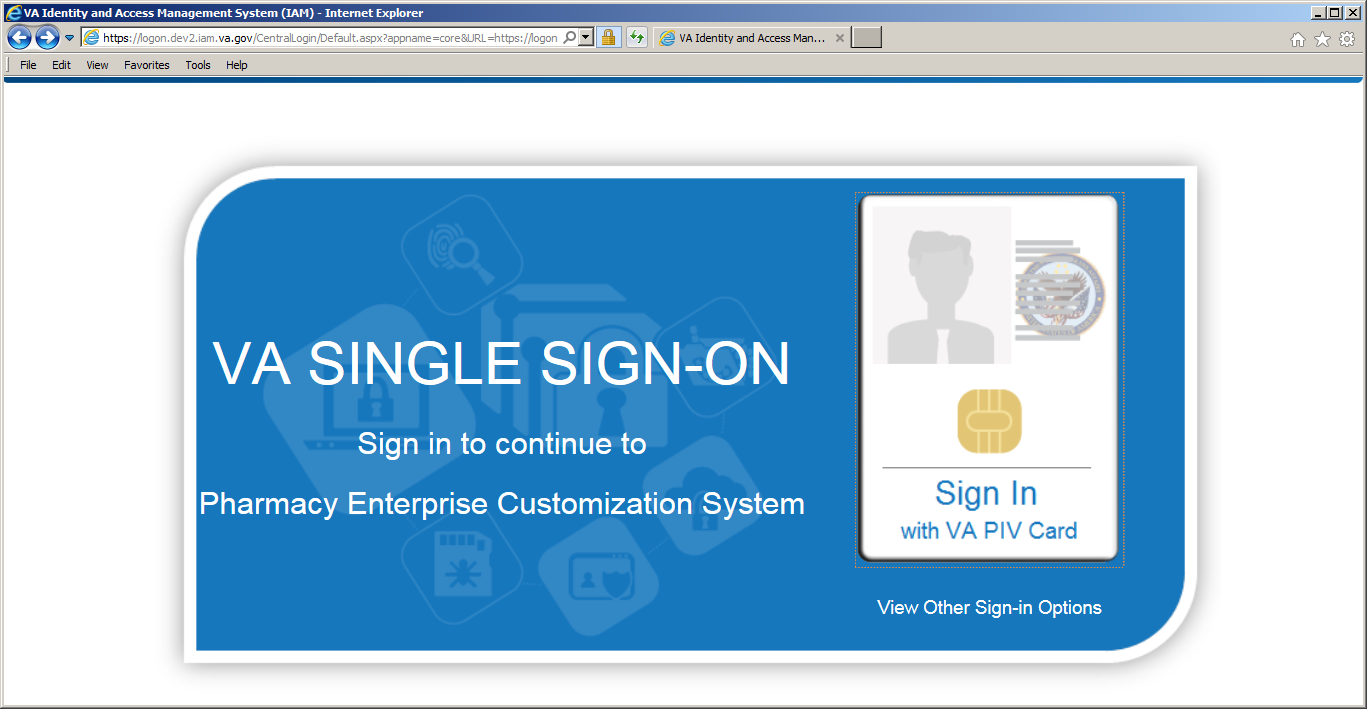 VA Identity and Access Management System (IAM) - Internet Explorer
https://logon.dev2.iam.va.gov/CentralLogin/Default.aspx?appname=core&URL=https://logon
VA Identity and Access Man...
File Edit View Favorites Tools Help
VA SINGLE SIGN-ON
Sign in to continue to
Pharmacy Enterprise Customization System
Sign In
with VA PIV Card
View Other Sign-in Options